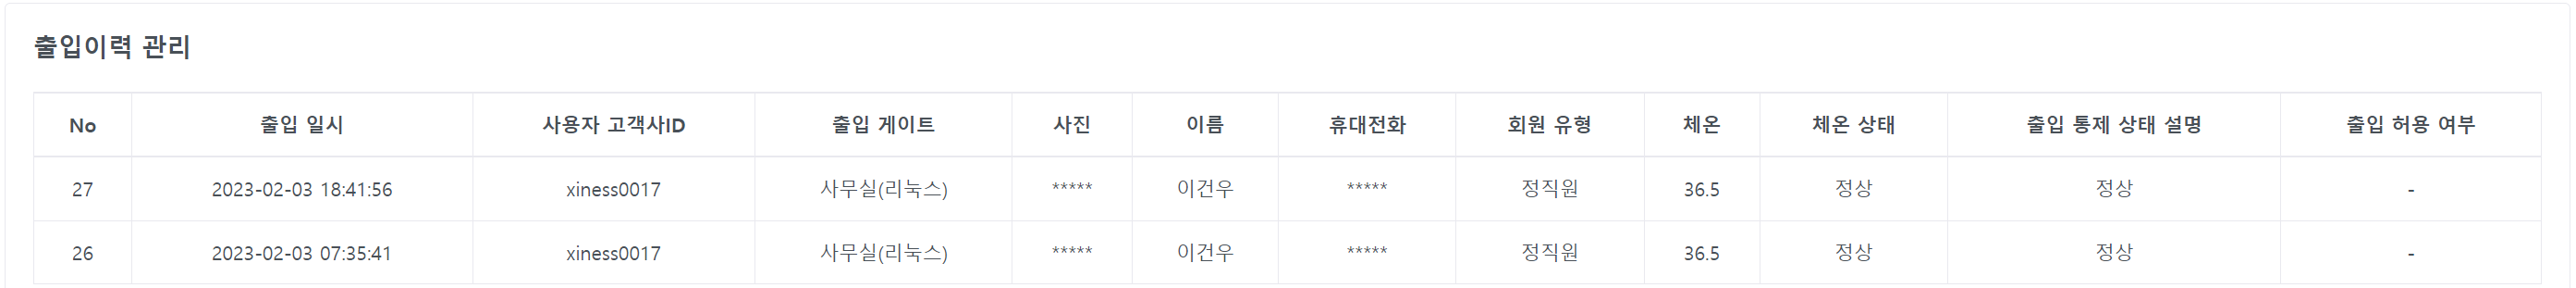 출입이력 관리
No 출입 일시 사용자 고객사ID 출입 게이트 사진 이름 휴대전화 회원 유형 체온 체온 상태 출입 통제 상태 설명 출입 허용 여부
27 2023-02-03 18:41:56 xiness0017 사무실(리눅스) ***** 이건우 ***** 정직원 36.5 정상 정상 -
26 2023-02-03 07:35:41 xiness0017 사무실(리눅스) ***** 이건우 ***** 정직원 36.5 정상 정상 -